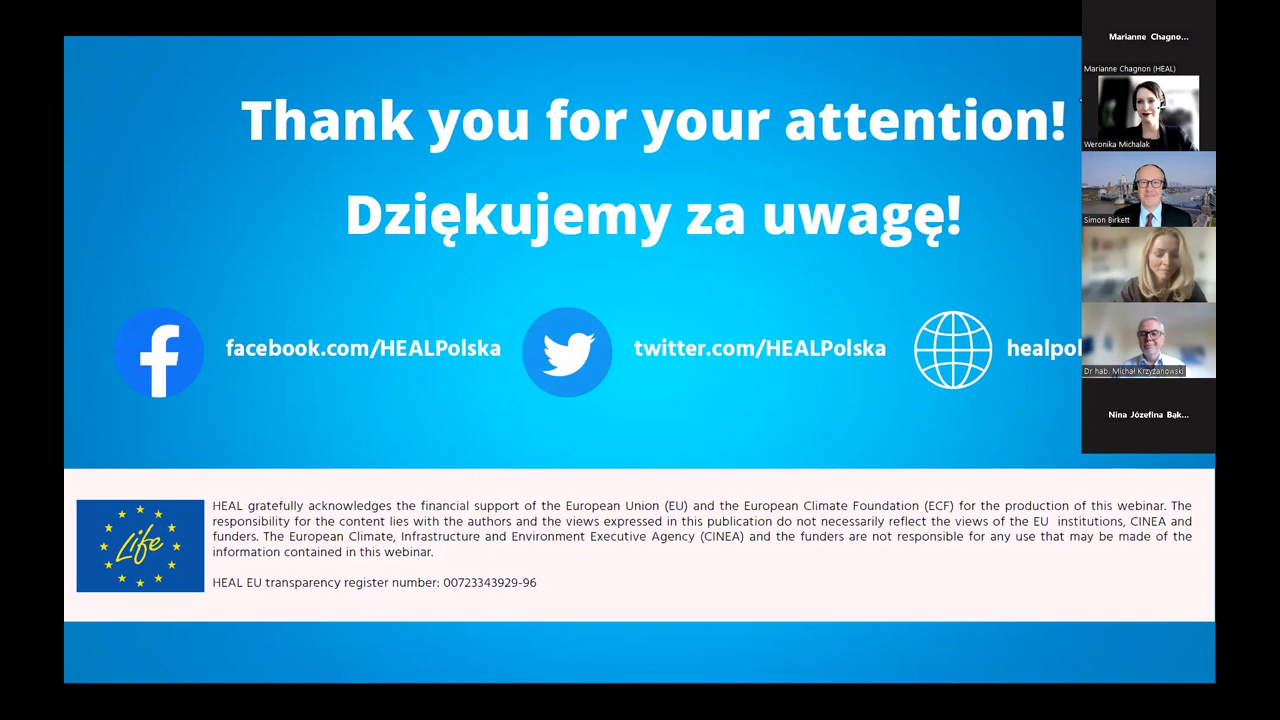 Thank you for your attention!
Dziękujemy za uwagę!
facebook.com/HEALPolska
twitter.com/HEALPolska
healpol
HEAL gratefully acknowledges the financial support of the European Union (EU) and the European Climate Foundation (ECF) for the production of this webinar. The
responsibility for the content lies with the authors and the views expressed in this publication do not necessarily reflect the views of the EU institutions, CINEA and
funders. The European Climate, Infrastructure and Environment Executive Agency (CINEA) and the funders are not responsible for any use that may be made of the
information contained in this webinar.
HEAL EU transparency register number: 00723343929-96
Life
Marianne Chagno...
Marianne Chagnon (HEAL)
Weronika Michalak
Simon Birkett
Dr hab. Michał Krzyżanowski
Nina Józefina Bąk...